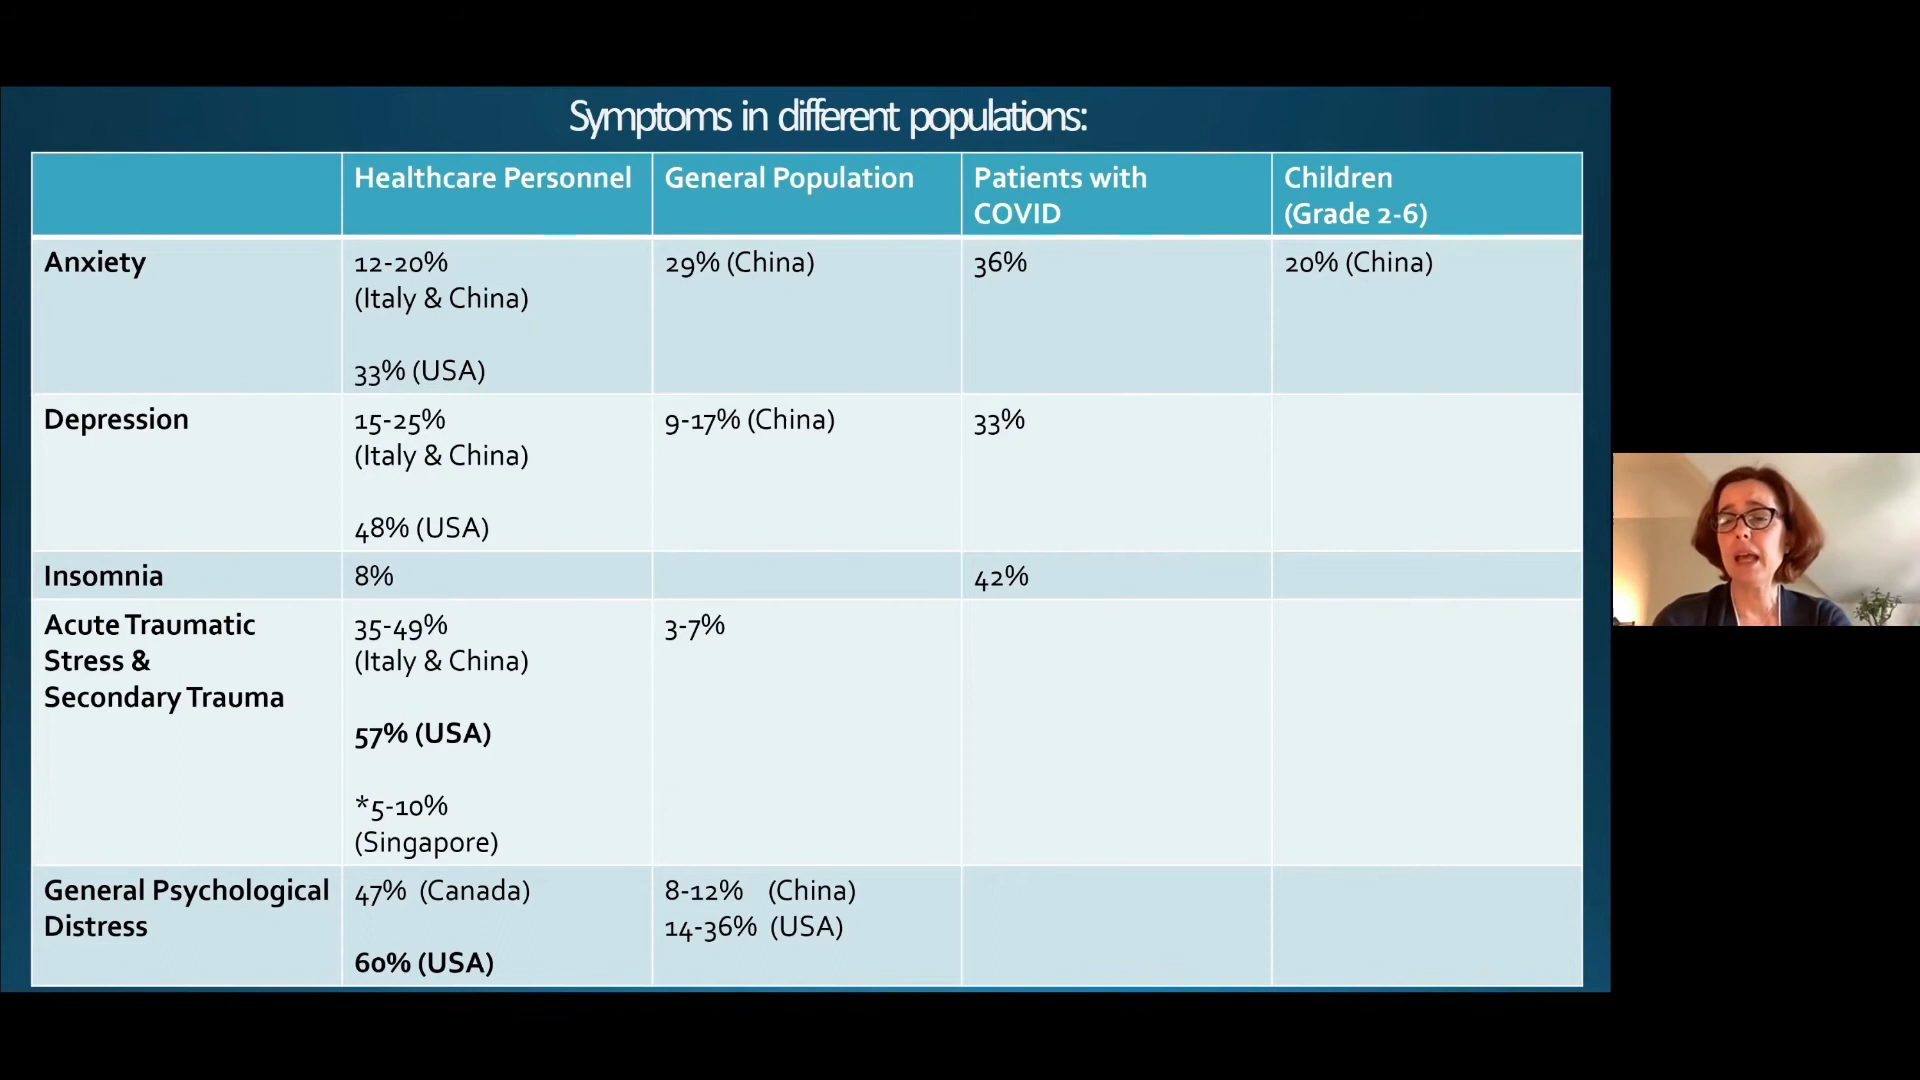 Symptoms in different populations:
Healthcare Personnel
General Population
Patients with
COVID
Children
(Grade 2-6)
Anxiety
12-20%
(Italy & China)
33% (USA)
29% (China)
36%
20% (China)
Depression
15-25%
(Italy & China)
48% (USA)
9-17% (China)
33%
Insomnia
8%
42%
Acute Traumatic
Stress &
Secondary Trauma
35-49%
(Italy & China)
57% (USA)
*5-10%
(Singapore)
3-7%
General Psychological
Distress
47% (Canada)
60% (USA)
8-12% (China)
14-36% (USA)